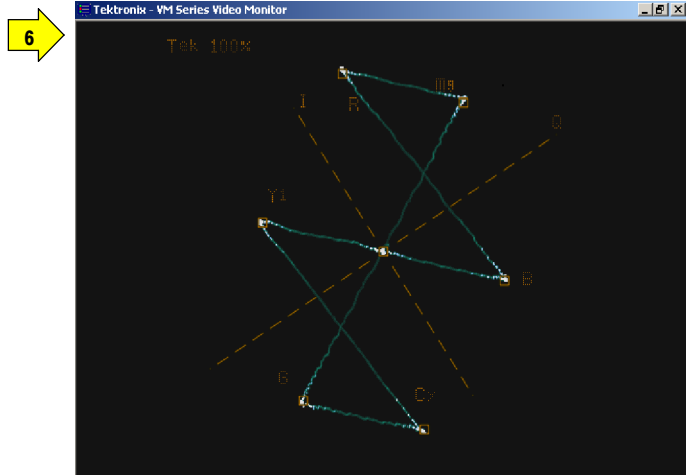 Tektronix - VM Series Video Monitor
6
Tek 100%
Mg
I
R
Q
Yl
B
G
Cy